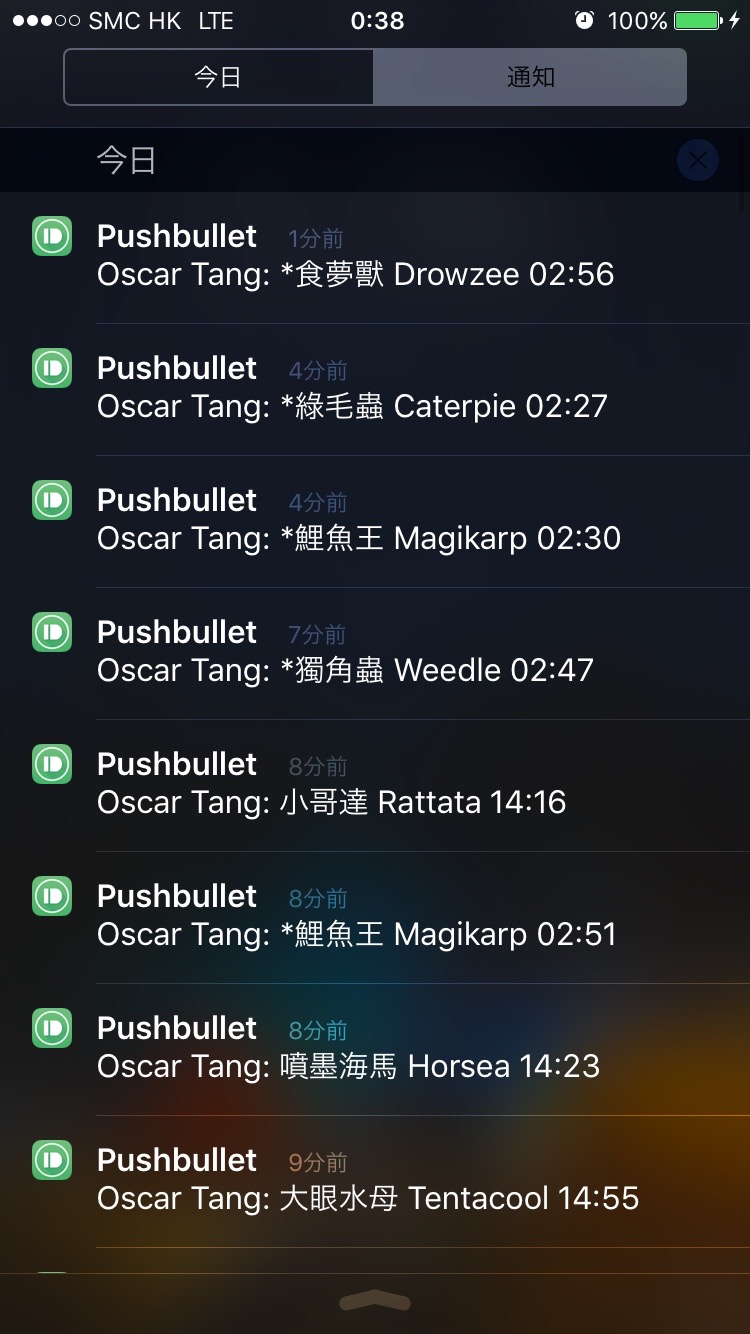 SMC HK LTE 0:38 100%
今日 通知
今日
Pushbullet 1分前
Oscar Tang: *食夢獸 Drowzee 02:56
Pushbullet 4分前
Oscar Tang: *綠毛蟲 Caterpie 02:27
Pushbullet 4分前
Oscar Tang: *鯉魚王 Magikarp 02:30
Pushbullet 7分前
Oscar Tang: *獨角蟲 Weedle 02:47
Pushbullet 8分前
Oscar Tang: 小哥達 Rattata 14:16
Pushbullet 8分前
Oscar Tang: *鯉魚王 Magikarp 02:51
Pushbullet 8分前
Oscar Tang: 噴墨海馬 Horsea 14:23
Pushbullet 9分前
Oscar Tang: 大眼水母 Tentacool 14:55